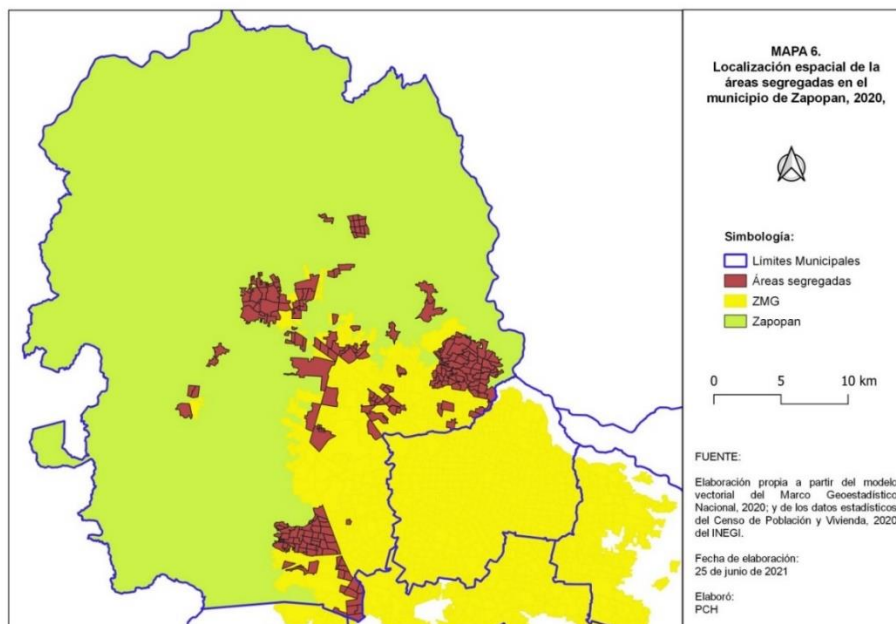 MAPA 6.
Localización espacial de la
áreas segregadas en el
municipio de Zapopan, 2020,
Simbología:
Límites Municipales
Áreas segregadas
ZMG
Zapopan
0 5 10 km
FUENTE:
Elaboración propia a partir del modelo
vectorial del Marco Geoestadístico
Nacional, 2020; y de los datos estadísticos
del Censo de Población y Vivienda, 2020
del INEGI.
Fecha de elaboración:
25 de junio de 2021
Elaboró:
PCH